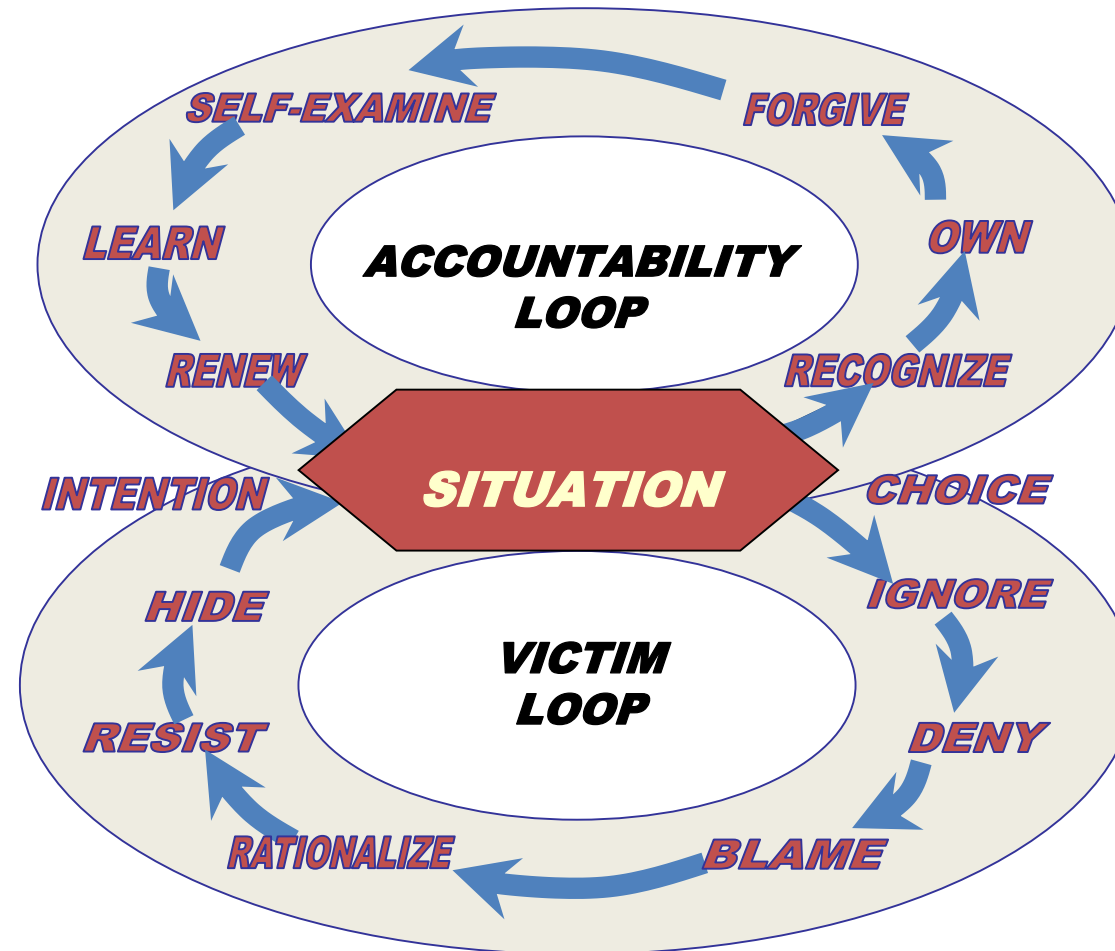 SELF-EXAMINE
FORGIVE
LEARN
OWN
ACCOUNTABILITY
LOOP
RENEW
RECOGNIZE
INTENTION
SITUATION
CHOICE
HIDE
IGNORE
VICTIM
LOOP
RESIST
DENY
RATIONALIZE
BLAME